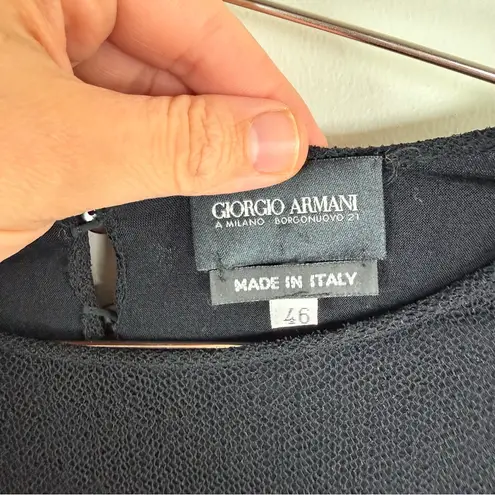 GIORGIO ARMANI
A MILANO BORGONUOVO 21
MADE IN ITALY
46